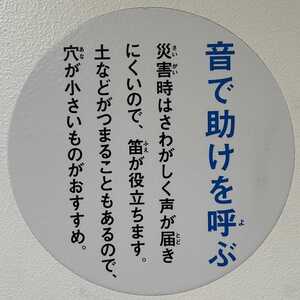 音で助けを呼ぶ
災害時はさわがしく声が届き
にくいので、笛が役立ちます。
土などがつまることもあるので、
穴が小さいものがおすすめ。